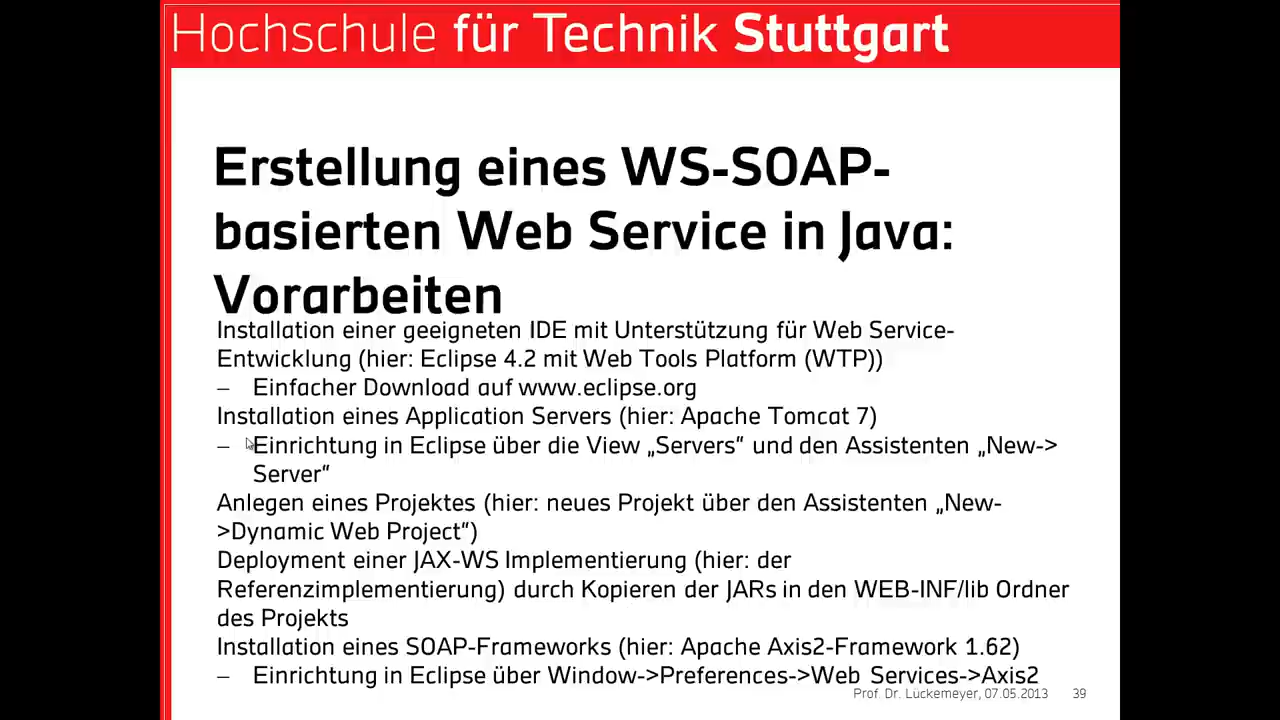 Hochschule für Technik Stuttgart
Erstellung eines WS-SOAP-
basierten Web Service in Java:
Vorarbeiten
Installation einer geeigneten IDE mit Unterstützung für Web Service-
Entwicklung (hier: Eclipse 4.2 mit Web Tools Platform (WTP))
– Einfacher Download auf www.eclipse.org
Installation eines Application Servers (hier: Apache Tomcat 7)
– Einrichtung in Eclipse über die View „Servers“ und den Assistenten „New->
Server“
Anlegen eines Projektes (hier: neues Projekt über den Assistenten „New-
>Dynamic Web Project“)
Deployment einer JAX-WS Implementierung (hier: der
Referenzimplementierung) durch Kopieren der JARs in den WEB-INF/lib Ordner
des Projekts
Installation eines SOAP-Frameworks (hier: Apache Axis2-Framework 1.62)
– Einrichtung in Eclipse über Window->Preferences->Web Services->Axis2
Prof. Dr. Lückemeyer, 07.05.2013 39